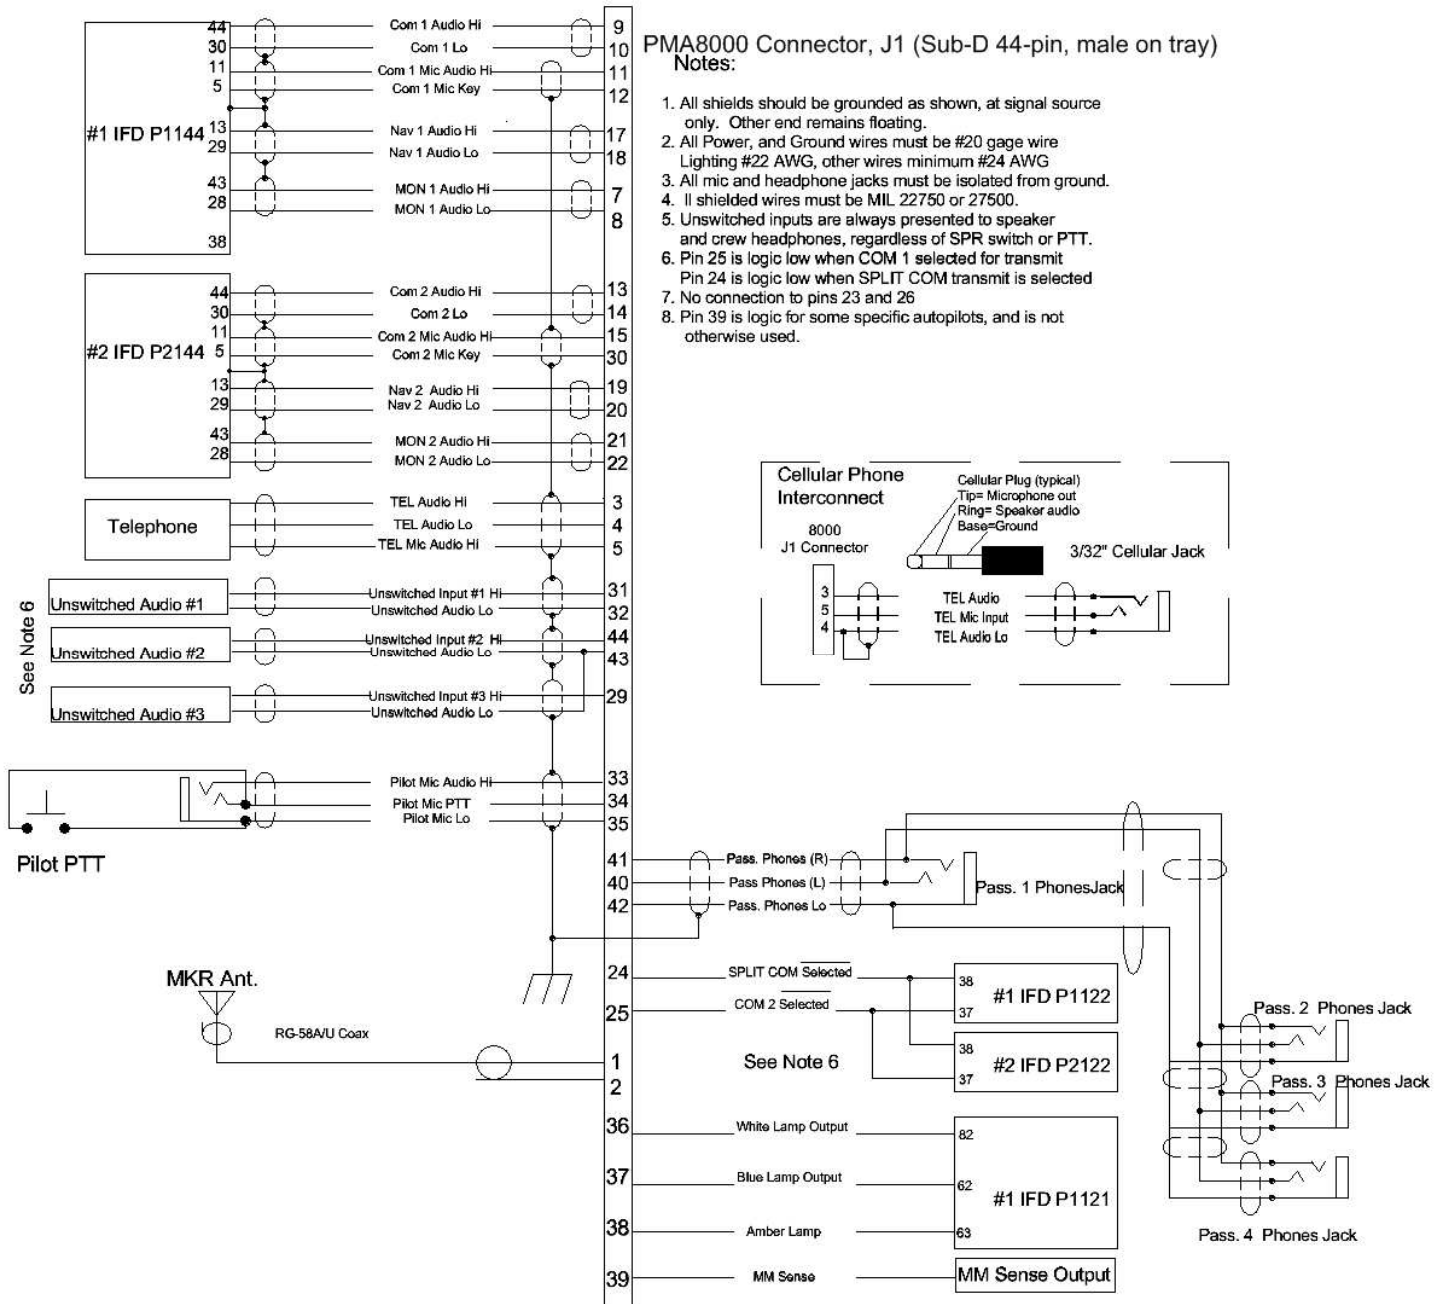 44 Com 1 Audio Hi 9
30 Com 1 Lo 10
11 Com 1 Mic Audio Hi 11
5 Com 1 Mic Key 12
#1 IFD P1144
13 Nav 1 Audio Hi 17
29 Nav 1 Audio Lo 18
43 MON 1 Audio Hi 7
28 MON 1 Audio Lo 8
38
44 Com 2 Audio Hi 13
30 Com 2 Lo 14
11 Com 2 Mic Audio Hi 15
#2 IFD P2144
5 Com 2 Mic Key 30
13 Nav 2 Audio Hi 19
29 Nav 2 Audio Lo 20
43 MON 2 Audio Hi 21
28 MON 2 Audio Lo 22
Telephone
TEL Audio Hi 3
TEL Audio Lo 4
TEL Mic Audio Hi 5
See Note 6
Unswitched Audio #1
Unswitched Input #1 Hi 31
Unswitched Audio Lo 32
Unswitched Audio #2
Unswitched Input #2 Hi 44
Unswitched Audio Lo 43
Unswitched Audio #3
Unswitched Input #3 Hi 29
Unswitched Audio Lo
Pilot Mic Audio Hi 33
Pilot Mic PTT 34
Pilot Mic Lo 35
Pilot PTT
PMA8000 Connector, J1 (Sub-D 44-pin, male on tray)
Notes:
1. All shields should be grounded as shown, at signal source
only. Other end remains floating.
2. All Power, and Ground wires must be #20 gage wire
Lighting #22 AWG, other wires minimum #24 AWG
3. All mic and headphone jacks must be isolated from ground.
4. ll shielded wires must be MIL 22750 or 27500.
5. Unswitched inputs are always presented to speaker
and crew headphones, regardless of SPR switch or PTT.
6. Pin 25 is logic low when COM 1 selected for transmit
Pin 24 is logic low when SPLIT COM transmit is selected
7. No connection to pins 23 and 26
8. Pin 39 is logic for some specific autopilots, and is not
otherwise used.
Cellular Phone
Interconnect
Cellular Plug (typical)
Tip= Microphone out
Ring= Speaker audio
Base=Ground
8000
J1 Connector
3/32" Cellular Jack
3 TEL Audio
5 TEL Mic Input
4 TEL Audio Lo
41 Pass. Phones (R)
40 Pass Phones (L)
42 Pass. Phones Lo
Pass. 1 PhonesJack
24 SPLIT COM Selected 38
25 COM 2 Selected 37
#1 IFD P1122
38
37
#2 IFD P2122
See Note 6
MKR Ant.
RG-58A/U Coax
1
2
36 White Lamp Output 82
37 Blue Lamp Output 62
#1 IFD P1121
38 Amber Lamp 63
39 MM Sense
MM Sense Output
Pass. 2 Phones Jack
Pass. 3 Phones Jack
Pass. 4 Phones Jack